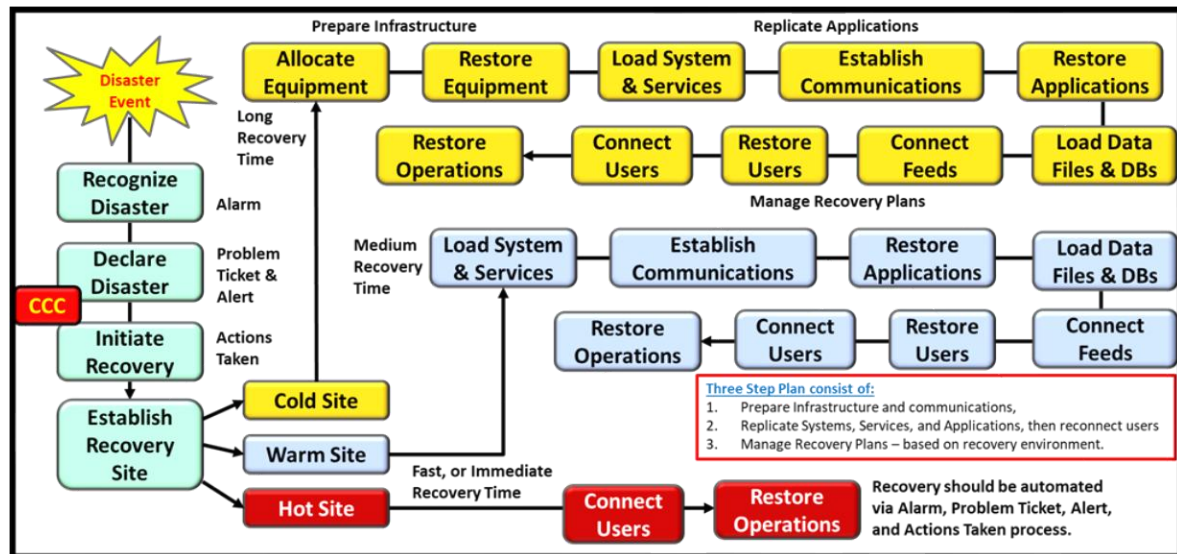 Prepare Infrastructure
Replicate Applications
Disaster
Event
Allocate
Equipment
Restore
Equipment
Load System
& Services
Establish
Communications
Restore
Applications
Long
Recovery
Time
Restore
Operations
Connect
Users
Restore
Users
Connect
Feeds
Load Data
Files & DBs
Manage Recovery Plans
Recognize
Disaster
Alarm
Declare
Disaster
Problem
Ticket &
Alert
CCC
Initiate
Recovery
Actions
Taken
Medium
Recovery
Time
Load System
& Services
Establish
Communications
Restore
Applications
Load Data
Files & DBs
Restore
Operations
Connect
Users
Restore
Users
Connect
Feeds
Establish
Recovery
Site
Cold Site
Warm Site
Hot Site
Three Step Plan consist of:
1. Prepare Infrastructure and communications,
2. Replicate Systems, Services, and Applications, then reconnect users
3. Manage Recovery Plans – based on recovery environment.
Fast, or Immediate
Recovery Time
Connect
Users
Restore
Operations
Recovery should be automated
via Alarm, Problem Ticket, Alert,
and Actions Taken process.